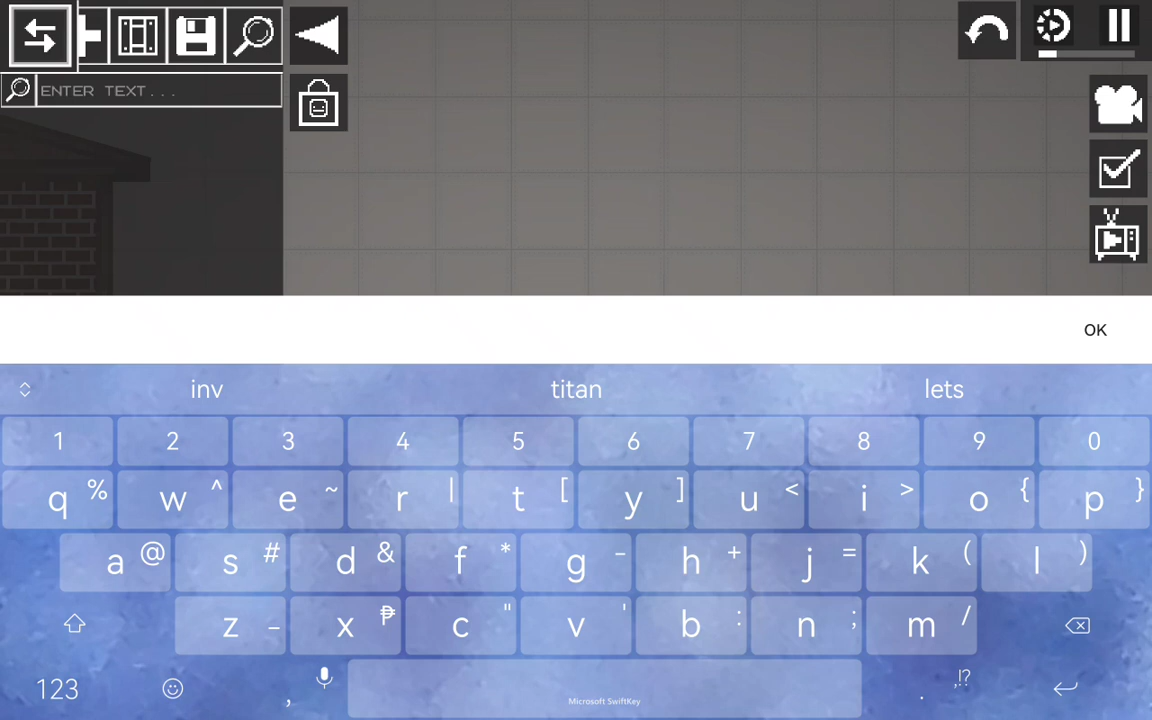 ENTER TEXT...
OK
inv titan lets
1 2 3 4 5 6 7 8 9 0
q % w ^ e ~ r | t [ y ] u < i > o { p }
a @ s # d & f * g - h + j = k ( l )
z _ x ₱ c " v ' b : n ; m /
123 , Microsoft SwiftKey . ,!?